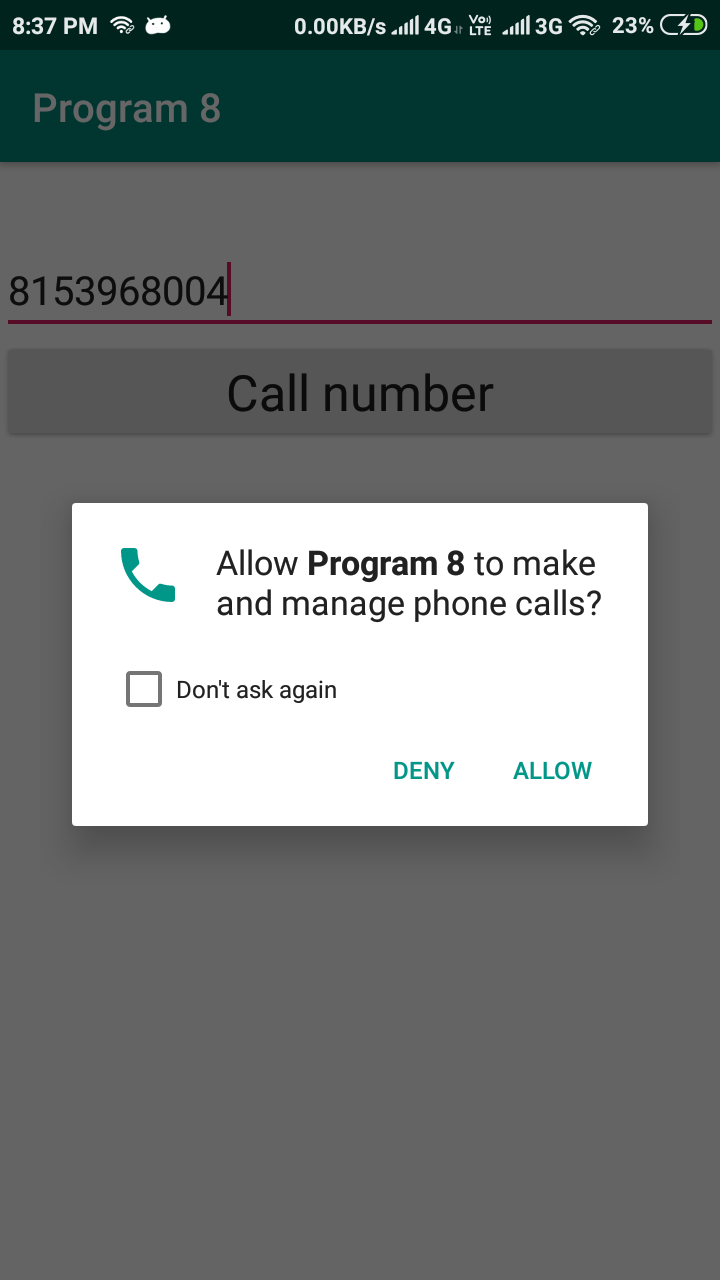 8:37 PM 0.00KB/s 4G Vo) LTE 3G 23%
Program 8
8153968004
Call number
Allow Program 8 to make
and manage phone calls?
Don't ask again
DENY ALLOW